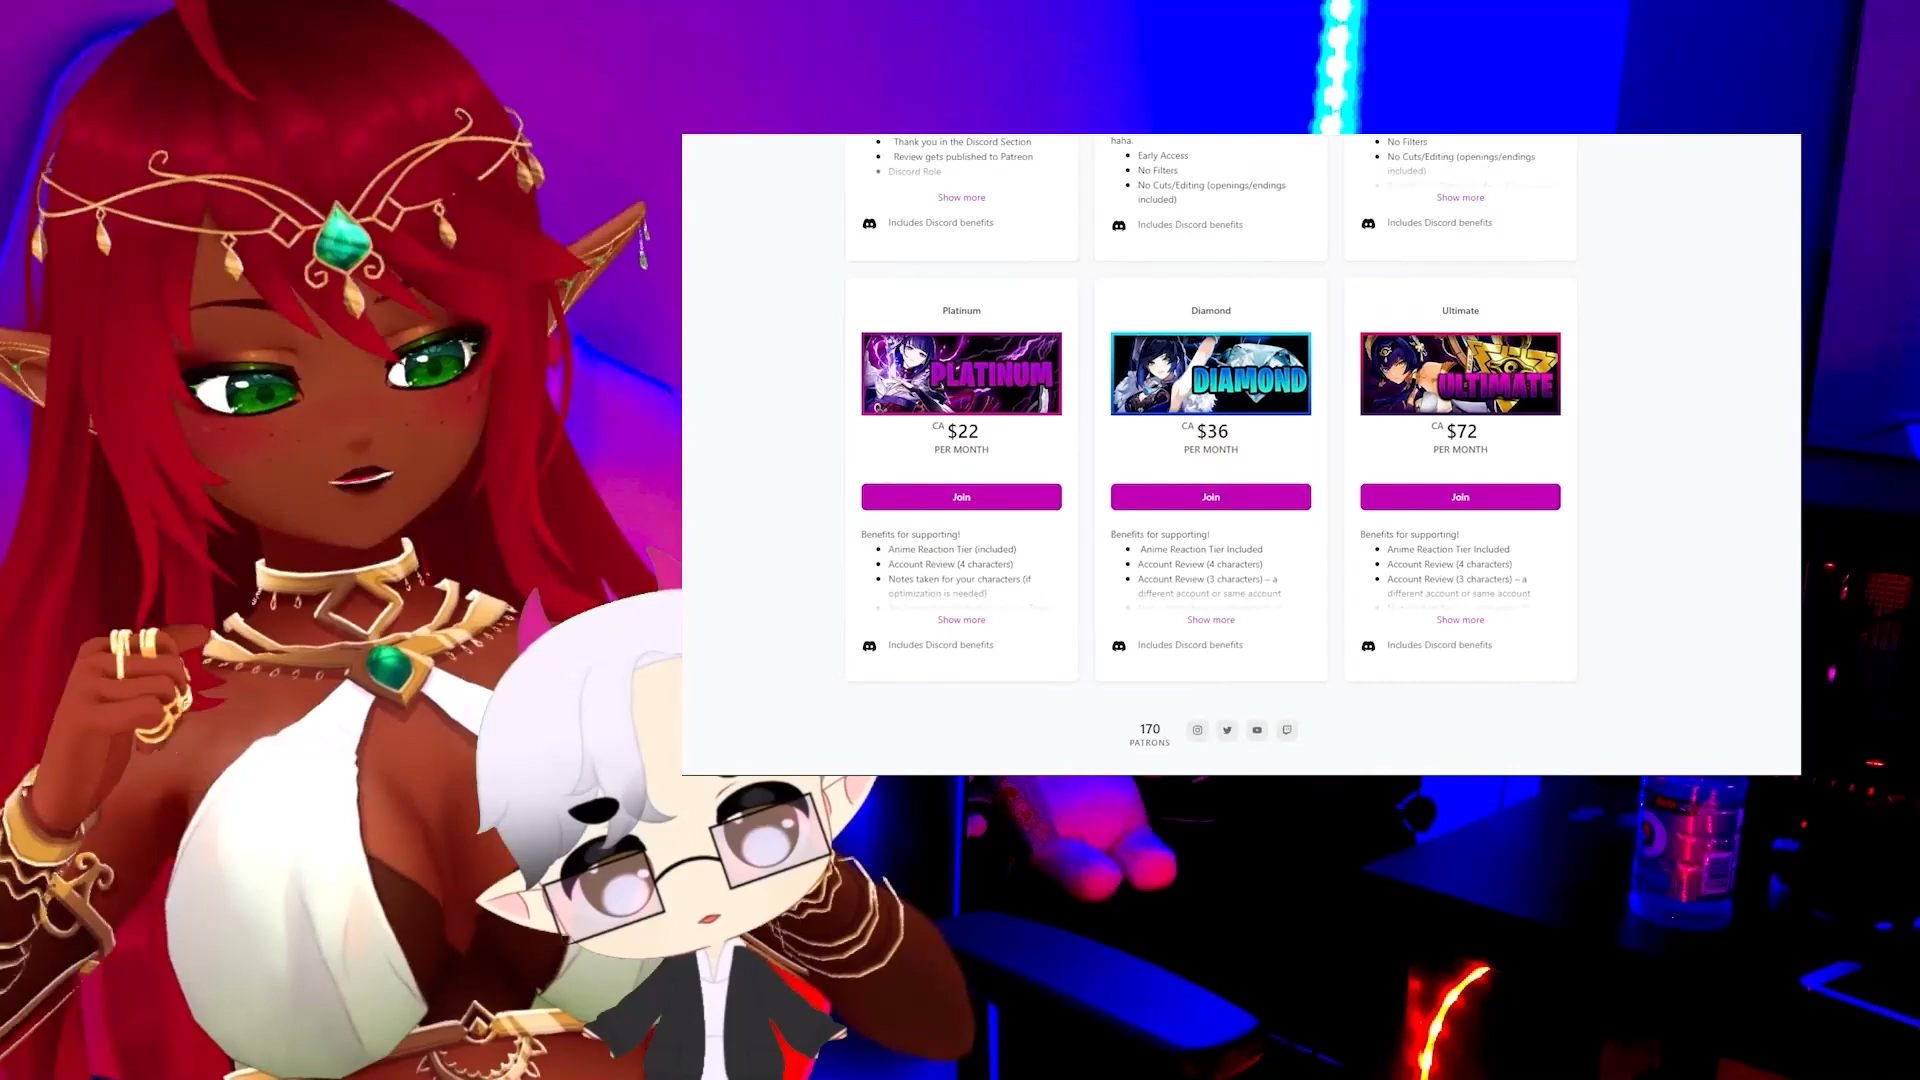 Thank you in the Discord Section
Review gets published to Patreon
Discord Role
Show more
Includes Discord benefits
haha.
Early Access
No Filters
No Cuts/Editing (openings/endings
included)
Includes Discord benefits
No Filters
No Cuts/Editing (openings/endings
included)
Show more
Includes Discord benefits
Platinum
PLATINUM
CA $22
PER MONTH
Join
Benefits for supporting!
Anime Reaction Tier (included)
Account Review (4 characters)
Notes taken for your characters (if
optimization is needed)
Show more
Includes Discord benefits
Diamond
DIAMOND
CA $36
PER MONTH
Join
Benefits for supporting!
Anime Reaction Tier Included
Account Review (4 characters)
Account Review (3 characters) – a
different account or same account
Show more
Includes Discord benefits
Ultimate
ULTIMATE
CA $72
PER MONTH
Join
Benefits for supporting!
Anime Reaction Tier Included
Account Review (4 characters)
Account Review (3 characters) – a
different account or same account
Show more
Includes Discord benefits
170
PATRONS